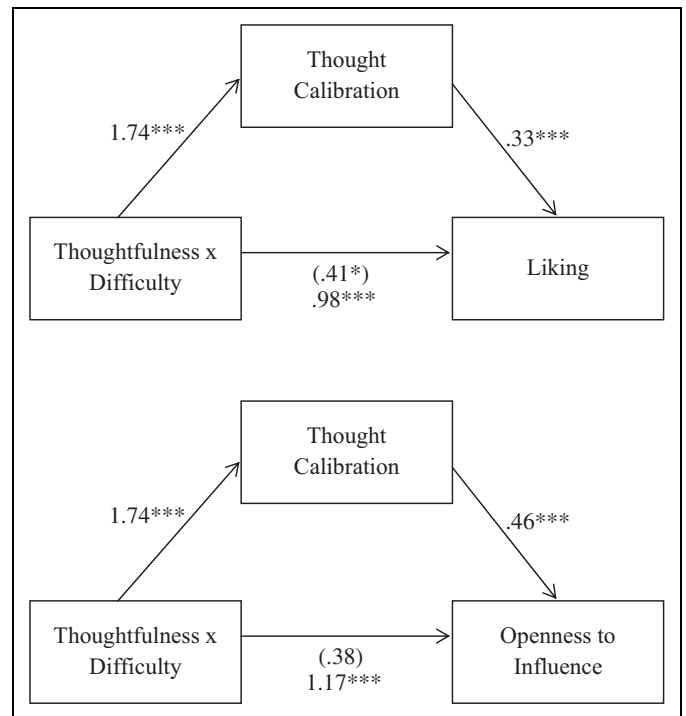 Thought
Calibration
1.74***
.33***
Thoughtfulness x
Difficulty
(.41*)
.98***
Liking
Thought
Calibration
1.74***
.46***
Thoughtfulness x
Difficulty
(.38)
1.17***
Openness to
Influence